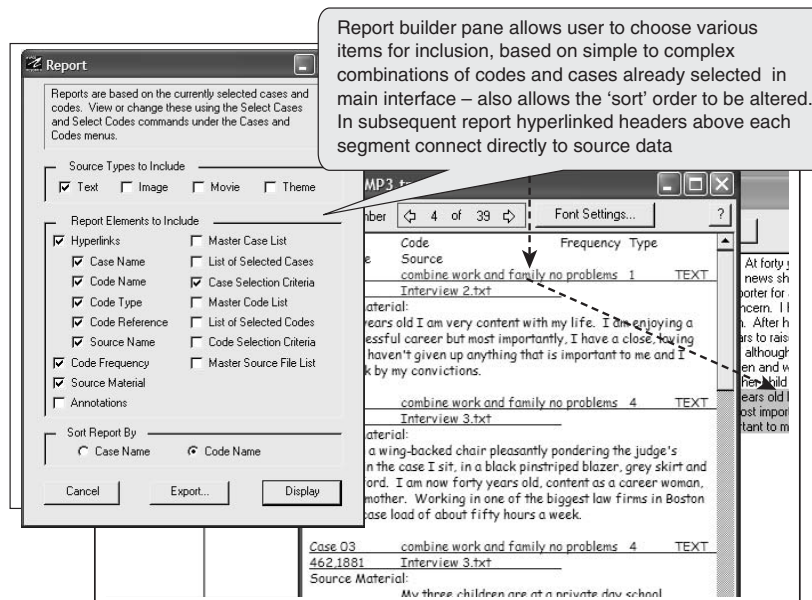 Report builder pane allows user to choose various
items for inclusion, based on simple to complex
combinations of codes and cases already selected in
main interface – also allows the ‘sort’ order to be altered.
In subsequent report hyperlinked headers above each
segment connect directly to source data
Report
Reports are based on the currently selected cases and
codes. View or change these using the Select Cases
and Select Codes commands under the Cases and
Codes menus.
Source Types to Include
Text Image Movie Theme
Report Elements to Include
Hyperlinks Master Case List
Case Name List of Selected Cases
Code Name Case Selection Criteria
Code Type Master Code List
Code Reference List of Selected Codes
Source Name Code Selection Criteria
Code Frequency Master Source File List
Source Material
Annotations
Sort Report By
Case Name Code Name
Cancel Export... Display
MP3
4 of 39 Font Settings... ?
Code Frequency Type
Source
combine work and family no problems 1 TEXT
Interview 2.txt
years old I am very content with my life. I am enjoying a
career but most importantly, I have a close, loving
haven't given up anything that is important to me and I
by my convictions.
combine work and family no problems 4 TEXT
Interview 3.txt
a wing-backed chair pleasantly pondering the judge's
the case I sit, in a black pinstriped blazer, grey skirt and
I am now forty years old, content as a career woman,
mother. Working in one of the biggest law firms in Boston
case load of about fifty hours a week.
Case 03 combine work and family no problems 4 TEXT
462,1881 Interview 3.txt
Source Material:
My three children are at a private day school
At forty
news sh
for
I
After h
to rais
although
en and w
child
ears old
ost impor
tant to m